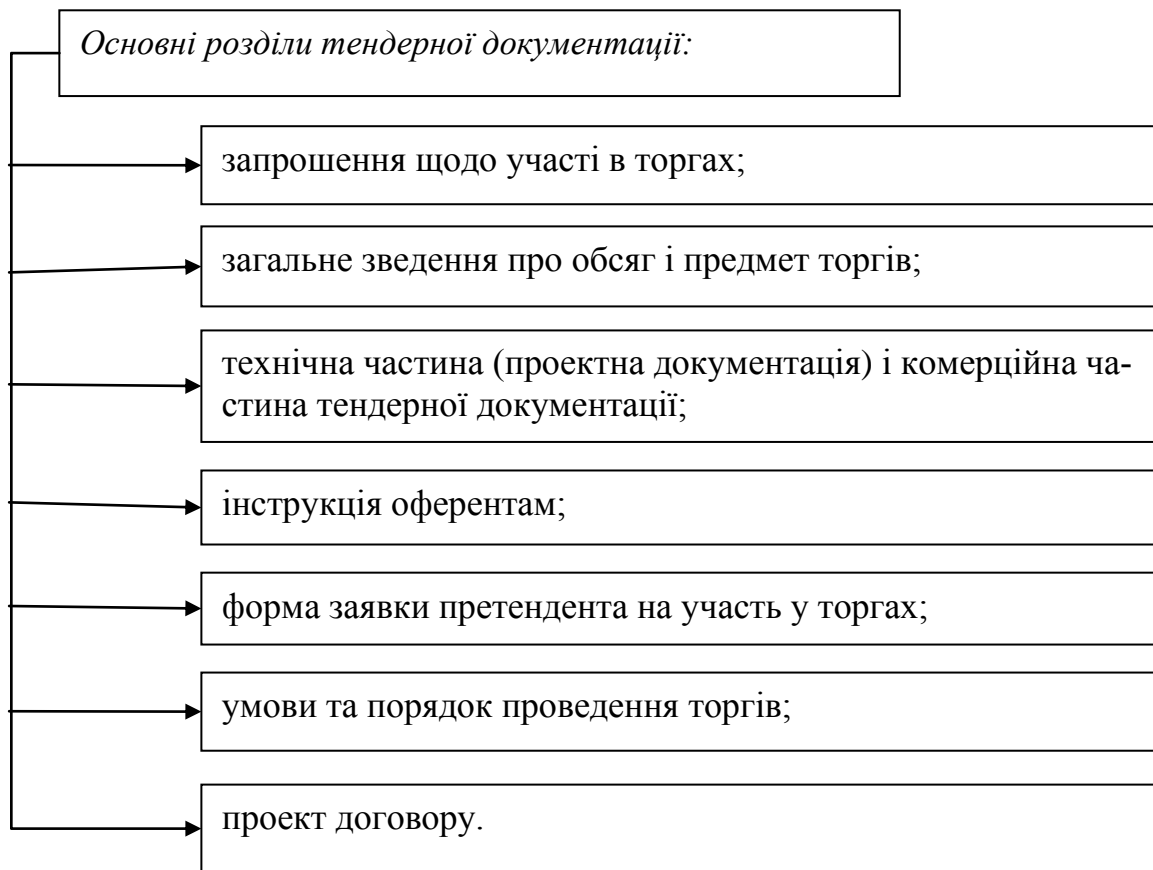 Основні розділи тендерної документації:
запрошення щодо участі в торгах;
загальне зведення про обсяг і предмет торгів;
технічна частина (проектна документація) і комерційна ча-
стина тендерної документації;
інструкція оферентам;
форма заявки претендента на участь у торгах;
умови та порядок проведення торгів;
проект договору.